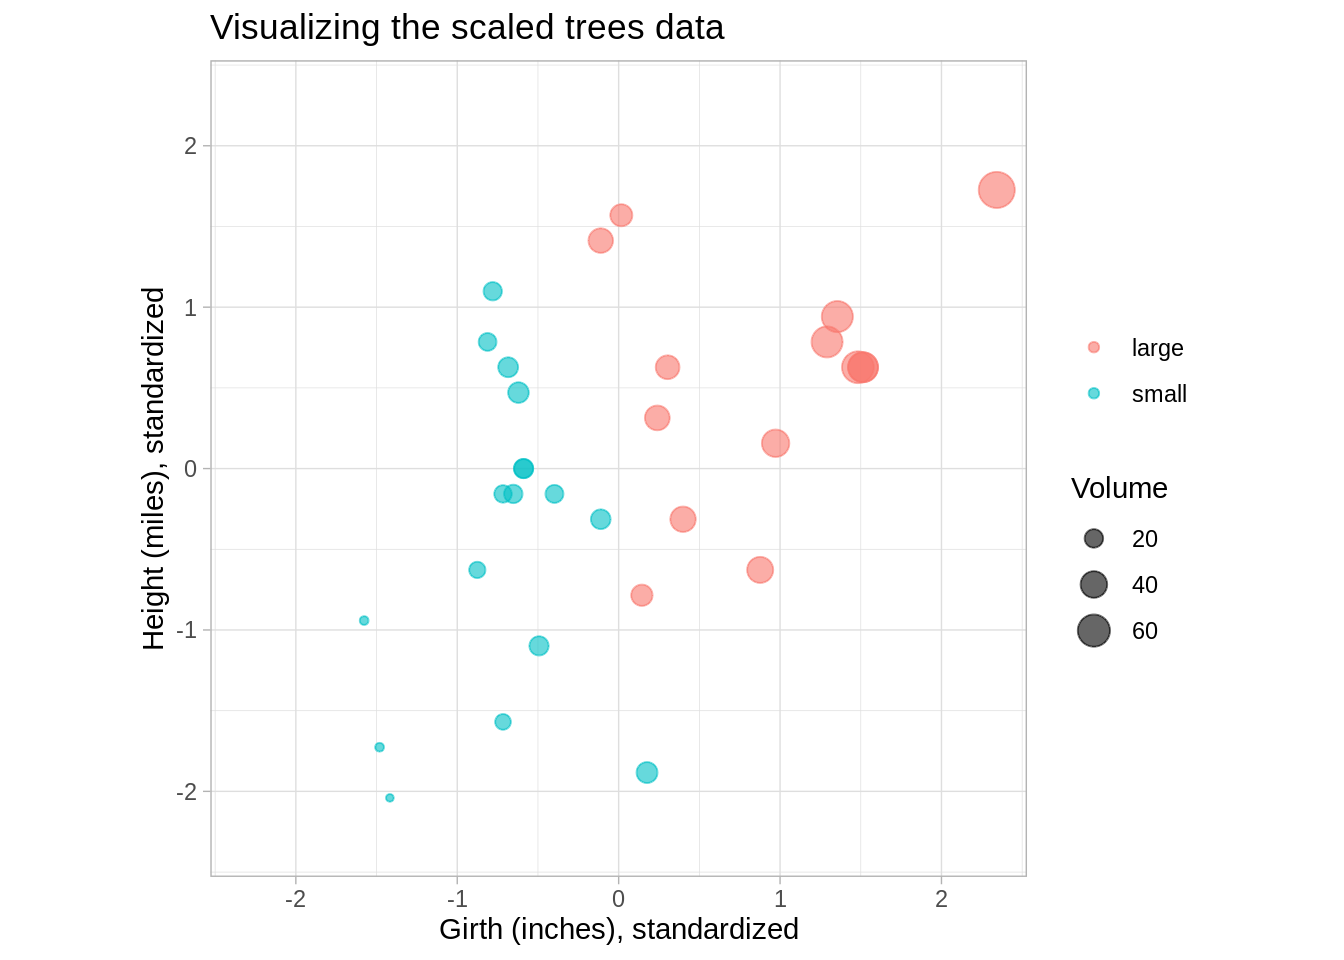 Visualizing the scaled trees data
Height (miles), standardized
2
1
0
-1
-2
-2
-1
0
1
2
Girth (inches), standardized
large
small
Volume
20
40
60